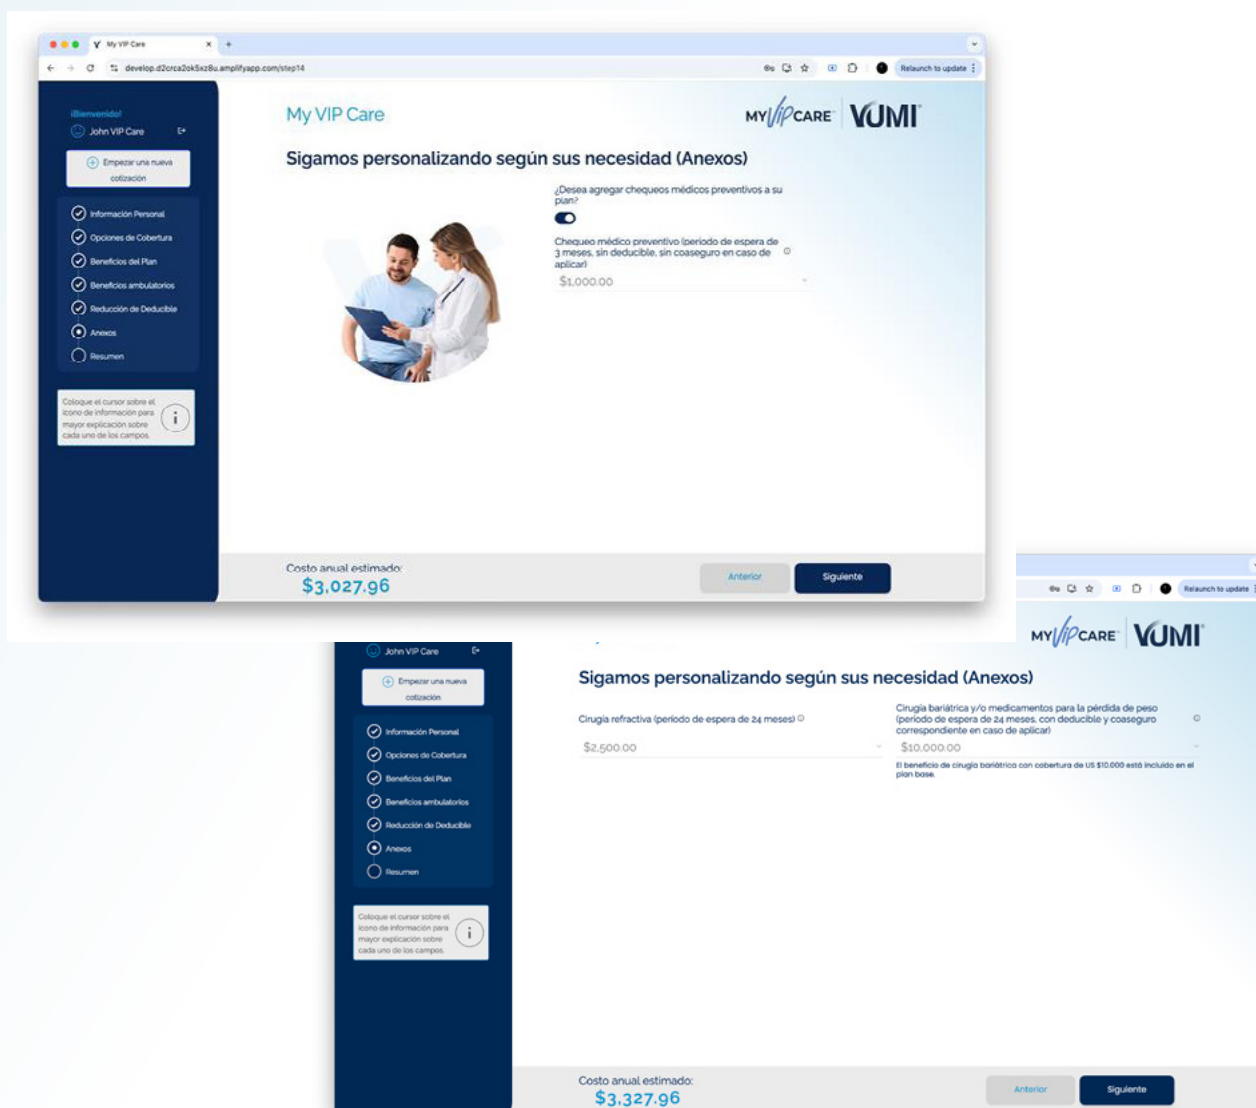 My VIP Care
develop.d2crca2ok5xz8u.amplifyapp.com/step14
Relaunch to update
¡Bienvenido!
John VIP Care
Empezar una nueva
cotización
Información Personal
Opciones de Cobertura
Beneficios del Plan
Beneficios ambulatorios
Reducción de Deducible
Anexos
Resumen
Coloque el cursor sobre el
icono de información para
mayor explicación sobre
cada uno de los campos.
i
My VIP Care
MY VIP CARE™ VUMI®
Sigamos personalizando según sus necesidad (Anexos)
¿Desea agregar chequeos médicos preventivos a su
plan?
Chequeo médico preventivo (período de espera de
3 meses, sin deducible, sin coaseguro en caso de
aplicar)
$1,000.00
Costo anual estimado:
$3,027.96
Anterior
Siguiente
Relaunch to update
MY VIP CARE™ VUMI®
John VIP Care
Empezar una nueva
cotización
Información Personal
Opciones de Cobertura
Beneficios del Plan
Beneficios ambulatorios
Reducción de Deducible
Anexos
Resumen
Coloque el cursor sobre el
icono de información para
mayor explicación sobre
cada uno de los campos.
i
Sigamos personalizando según sus necesidad (Anexos)
Cirugía refractiva (período de espera de 24 meses)
$2,500.00
Cirugía bariátrica y/o medicamentos para la pérdida de peso
(período de espera de 24 meses, con deducible y coaseguro
correspondiente en caso de aplicar)
$10,000.00
El beneficio de cirugía bariátrica con cobertura de US $10,000 está incluido en el
plan base.
Costo anual estimado:
$3,327.96
Anterior
Siguiente